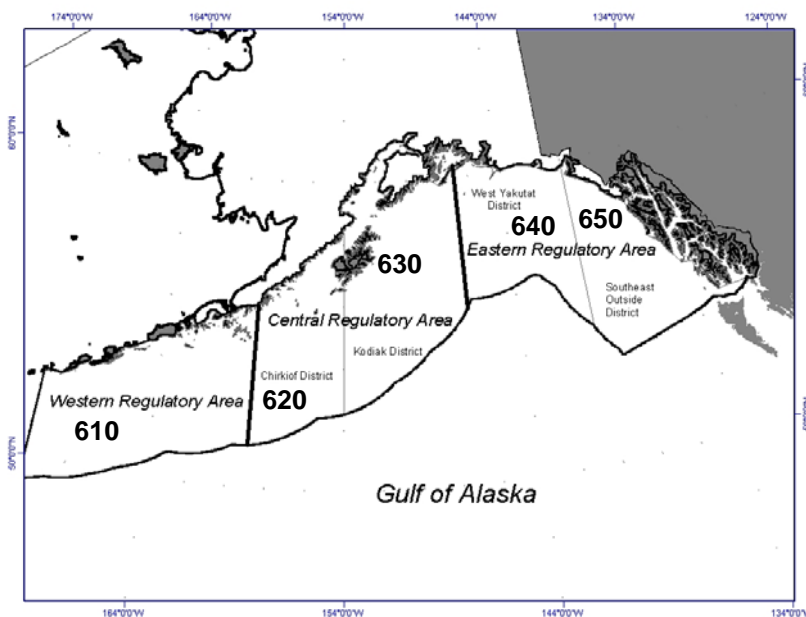 174°0'0"W 164°0'0"W 154°0'0"W 144°0'0"W 134°0'0"W 124°0'0"W
60°0'0"N
West Yakutat
District
640
650
Eastern Regulatory Area
630
Southeast
Outside
District
Central Regulatory Area
Kodiak District
Chirkiof District
620
Western Regulatory Area
610
50°0'0"N
Gulf of Alaska
164°0'0"W 154°0'0"W 144°0'0"W 134°0'0"W